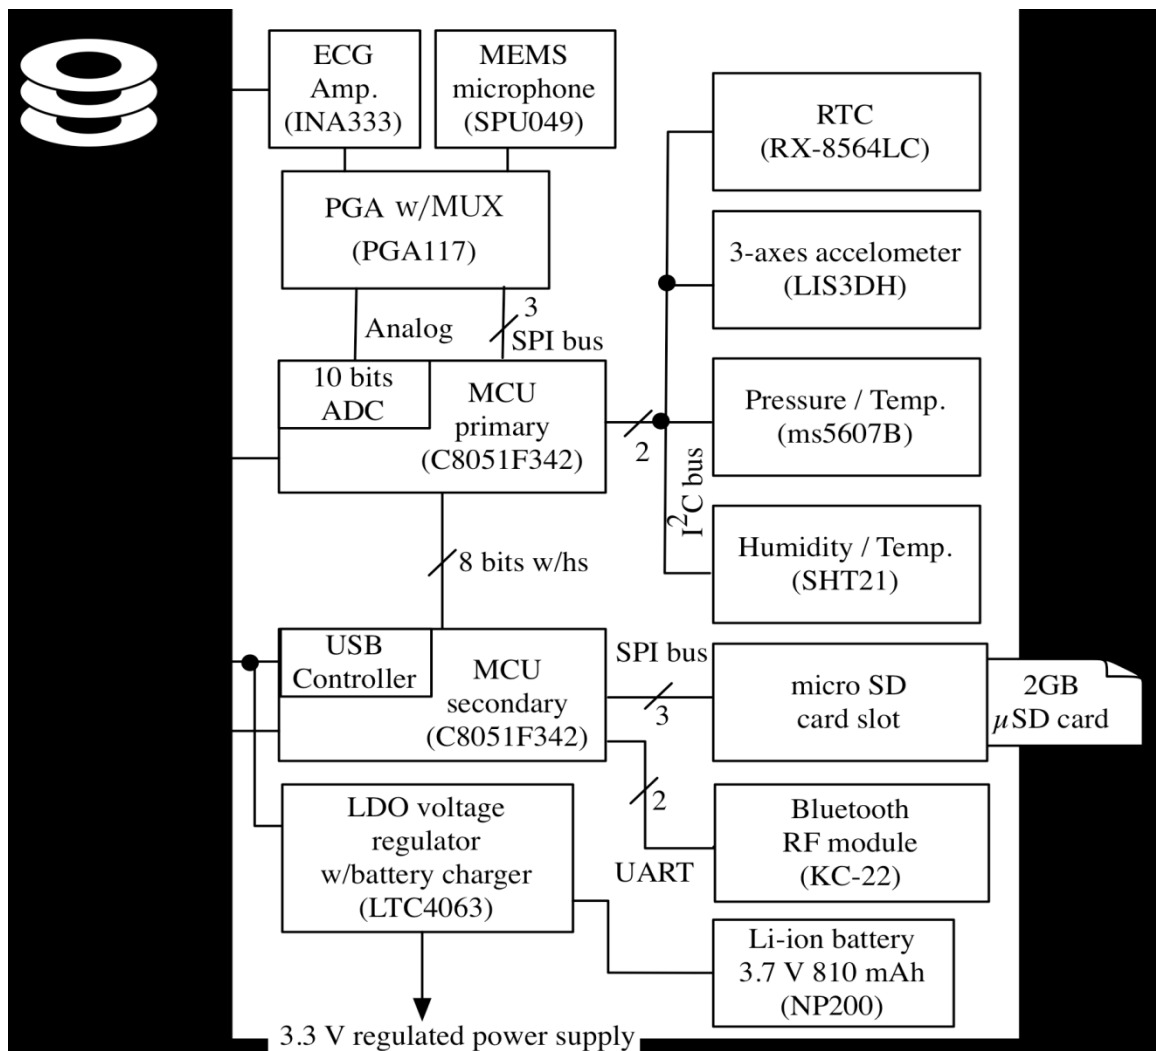 ECG
Amp.
(INA333)
MEMS
microphone
(SPU049)
PGA w/MUX
(PGA117)
Analog
3
SPI bus
10 bits
ADC
MCU
primary
(C8051F342)
2
I²C bus
RTC
(RX-8564LC)
3-axes accelometer
(LIS3DH)
Pressure / Temp.
(ms5607B)
Humidity / Temp.
(SHT21)
8 bits w/hs
USB
Controller
MCU
secondary
(C8051F342)
SPI bus
3
micro SD
card slot
2GB
μSD card
2
UART
Bluetooth
RF module
(KC-22)
LDO voltage
regulator
w/battery charger
(LTC4063)
Li-ion battery
3.7 V 810 mAh
(NP200)
3.3 V regulated power supply